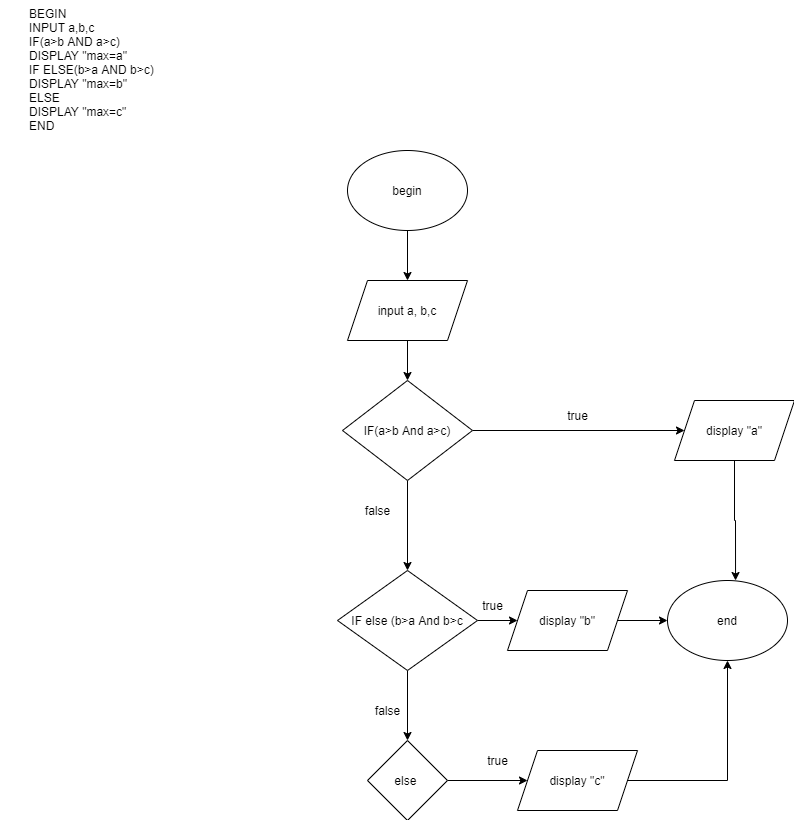 BEGIN
INPUT a,b,c
IF(a>b AND a>c)
DISPLAY "max=a"
IF ELSE(b>a AND b>c)
DISPLAY "max=b"
ELSE
DISPLAY "max=c"
END
begin
input a, b,c
IF(a>b And a>c)
true
display "a"
false
IF else (b>a And b>c
true
display "b"
end
false
else
true
display "c"